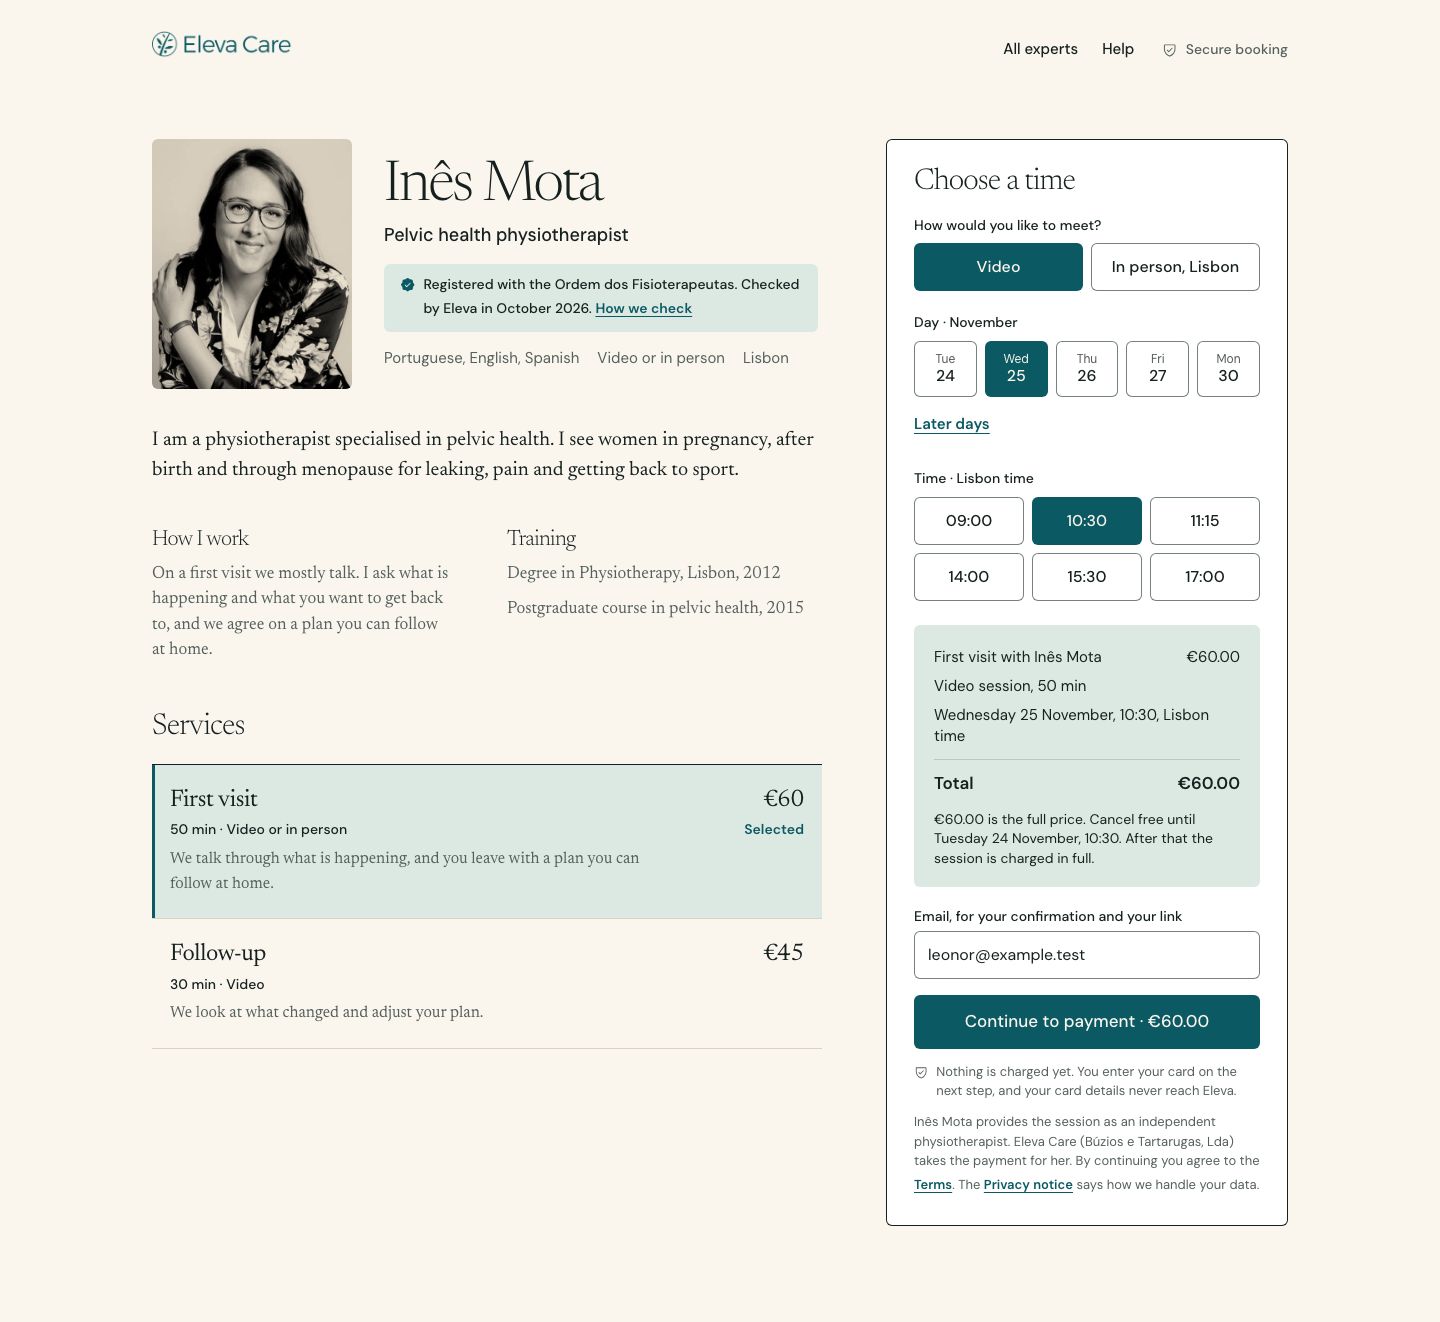 Eleva Care
All experts
Help
Secure booking
Inês Mota
Pelvic health physiotherapist
Registered with the Ordem dos Fisioterapeutas. Checked
by Eleva in October 2026. How we check
Portuguese, English, Spanish
Video or in person
Lisbon
I am a physiotherapist specialised in pelvic health. I see women in pregnancy, after
birth and through menopause for leaking, pain and getting back to sport.
How I work
On a first visit we mostly talk. I ask what is
happening and what you want to get back
to, and we agree on a plan you can follow
at home.
Training
Degree in Physiotherapy, Lisbon, 2012
Postgraduate course in pelvic health, 2015
Services
First visit
€60
50 min · Video or in person
Selected
We talk through what is happening, and you leave with a plan you can
follow at home.
Follow-up
€45
30 min · Video
We look at what changed and adjust your plan.
Choose a time
How would you like to meet?
Video
In person, Lisbon
Day · November
Tue
24
Wed
25
Thu
26
Fri
27
Mon
30
Later days
Time · Lisbon time
09:00
10:30
11:15
14:00
15:30
17:00
First visit with Inês Mota
€60.00
Video session, 50 min
Wednesday 25 November, 10:30, Lisbon
time
Total
€60.00
€60.00 is the full price. Cancel free until
Tuesday 24 November, 10:30. After that the
session is charged in full.
Email, for your confirmation and your link
leonor@example.test
Continue to payment · €60.00
Nothing is charged yet. You enter your card on the
next step, and your card details never reach Eleva.
Inês Mota provides the session as an independent
physiotherapist. Eleva Care (Búzios e Tartarugas, Lda)
takes the payment for her. By continuing you agree to the
Terms. The Privacy notice says how we handle your data.